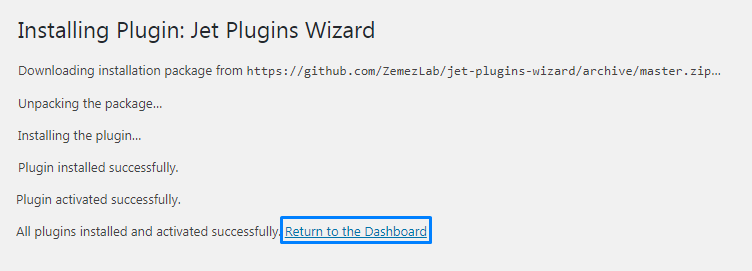 Installing Plugin: Jet Plugins Wizard
Downloading installation package from https://github.com/ZemezLab/jet-plugins-wizard/archive/master.zip…
Unpacking the package…
Installing the plugin…
Plugin installed successfully.
Plugin activated successfully.
All plugins installed and activated successfully. Return to the Dashboard